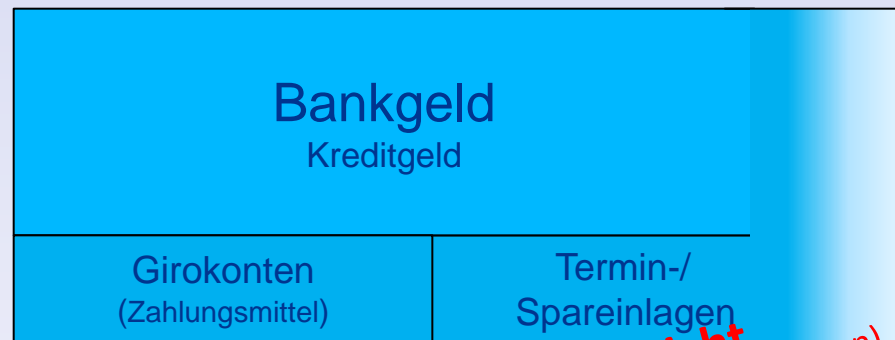 Bankgeld
Kreditgeld
Girokonten
(Zahlungsmittel)
Termin-/
Spareinlagen